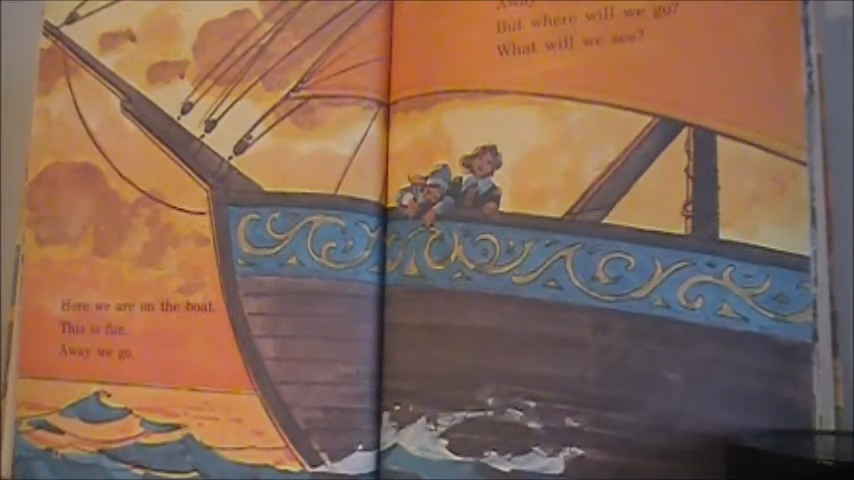 Here we are on the boat.
This is fun.
Away we go.
Away
But where will we go?
What will we see?